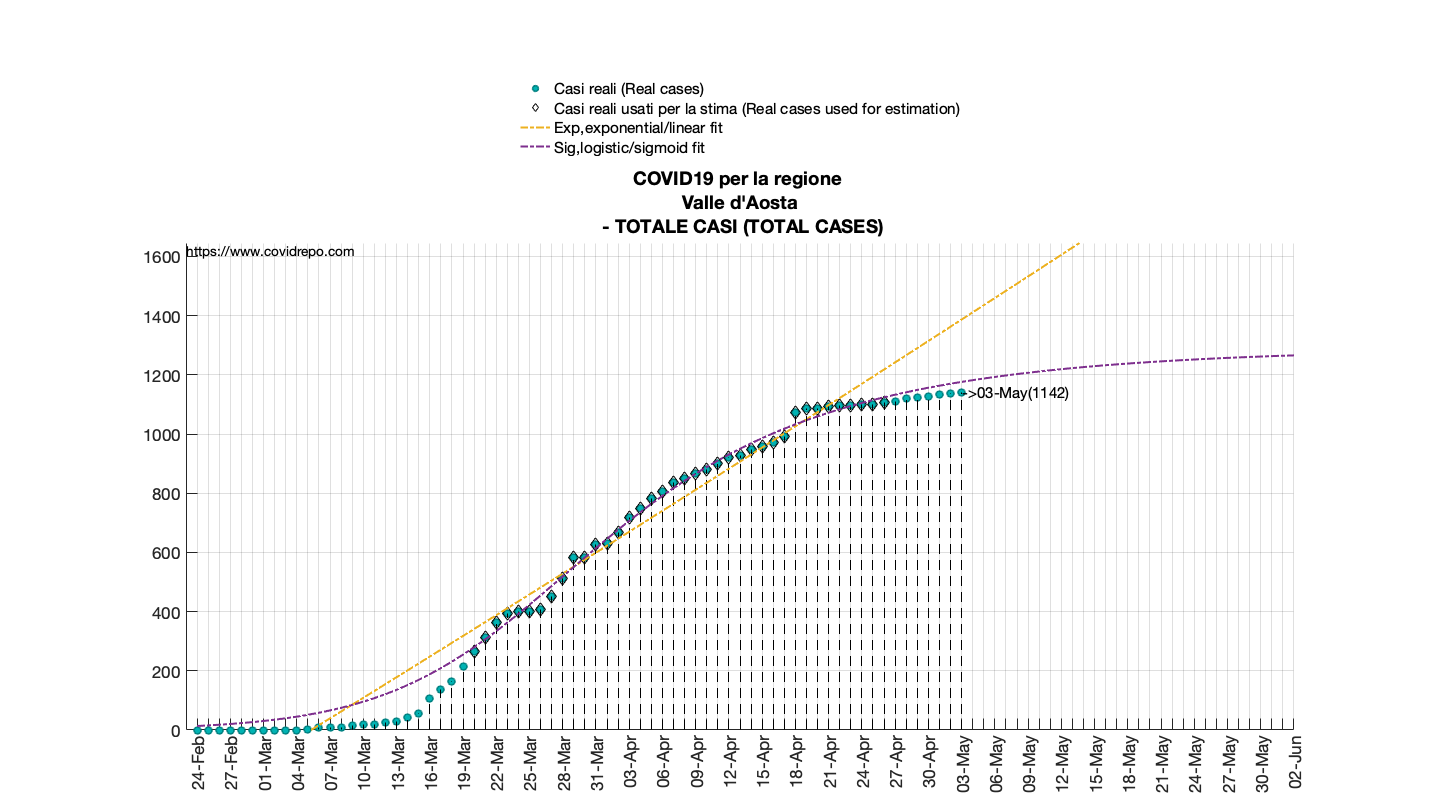 Casi reali (Real cases)
Casi reali usati per la stima (Real cases used for estimation)
Exp,exponential/linear fit
Sig,logistic/sigmoid fit
COVID19 per la regione
Valle d'Aosta
- TOTALE CASI (TOTAL CASES)
https://www.covidrepo.com
1600
1400
1200
1000
800
600
400
200
0
>03-May(1142)
24-Feb
27-Feb
01-Mar
04-Mar
07-Mar
10-Mar
13-Mar
16-Mar
19-Mar
22-Mar
25-Mar
28-Mar
31-Mar
03-Apr
06-Apr
09-Apr
12-Apr
15-Apr
18-Apr
21-Apr
24-Apr
27-Apr
30-Apr
03-May
06-May
09-May
12-May
15-May
18-May
21-May
24-May
27-May
30-May
02-Jun